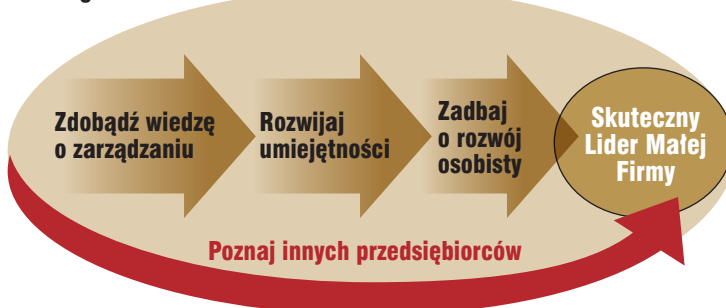 Zdobądź wiedzę
o zarządzaniu
Rozwijaj
umiejętności
Zadbaj
o rozwój
osobisty
Skuteczny
Lider Małej
Firmy
Poznaj innych przedsiębiorców